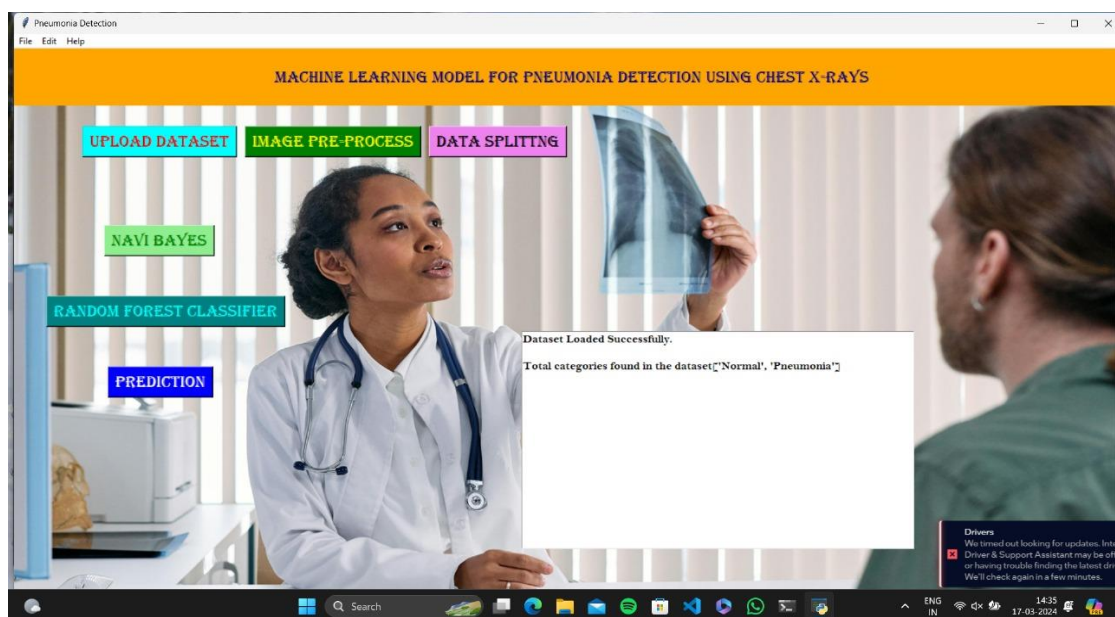 Pneumonia Detection
File Edit Help
MACHINE LEARNING MODEL FOR PNEUMONIA DETECTION USING CHEST X-RAYS
UPLOAD DATASET IMAGE PRE-PROCESS DATA SPLITTNG
NAVI BAYES
RANDOM FOREST CLASSIFIER
PREDICTION
Dataset Loaded Successfully.
Total categories found in the dataset['Normal', 'Pneumonia']
Drivers
We timed out looking for updates. Inte
Driver & Support Assistant may be of
or having trouble finding the latest dri
We'll check again in a few minutes.
Search
ENG
IN
14:35
17-03-2024